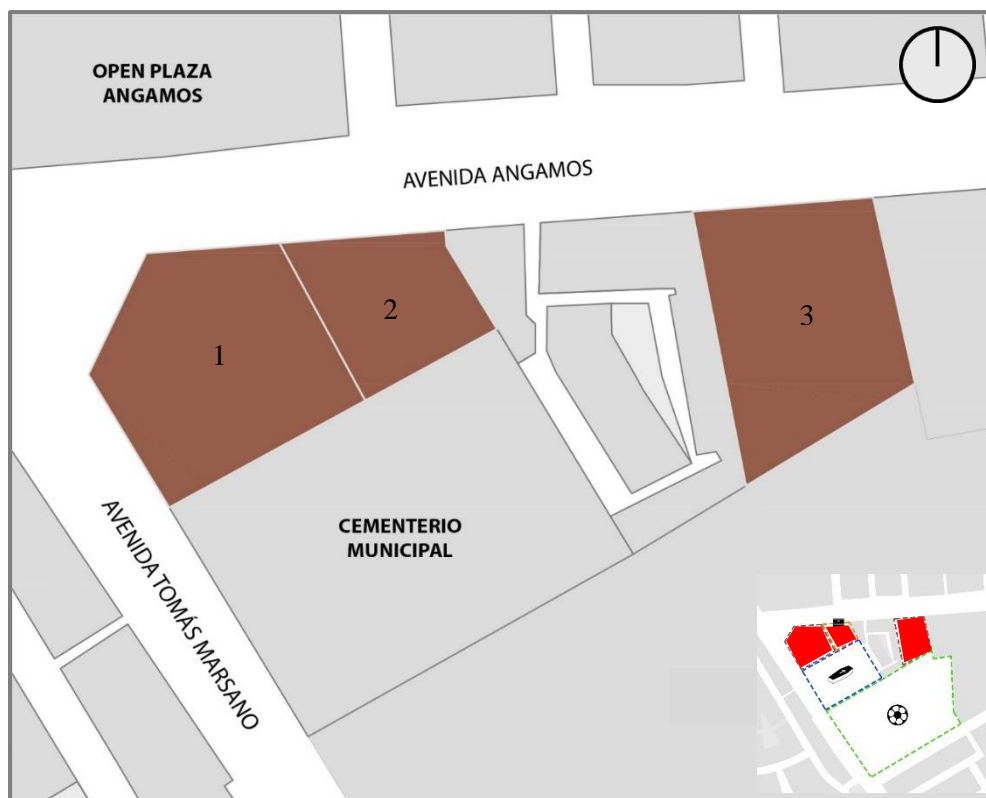 OPEN PLAZA
ANGAMOS
AVENIDA ANGAMOS
1
2
3
CEMENTERIO
MUNICIPAL
AVENIDA TOMÁS MARSANO